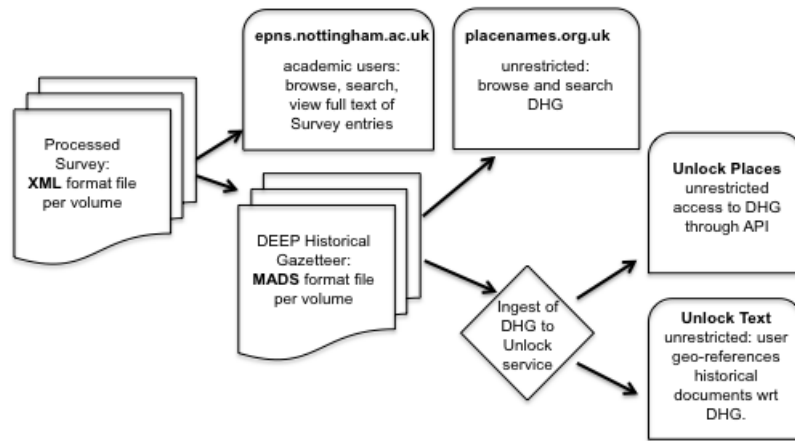 epns.nottingham.ac.uk
academic users:
browse, search,
view full text of
Survey entries
placenames.org.uk
unrestricted:
browse and search
DHG
Processed
Survey:
XML format file
per volume
Unlock Places
unrestricted
access to DHG
through API
DEEP Historical
Gazetteer:
MADS format file
per volume
Ingest of
DHG to
Unlock
service
Unlock Text
unrestricted: user
geo-references
historical
documents wrt
DHG.